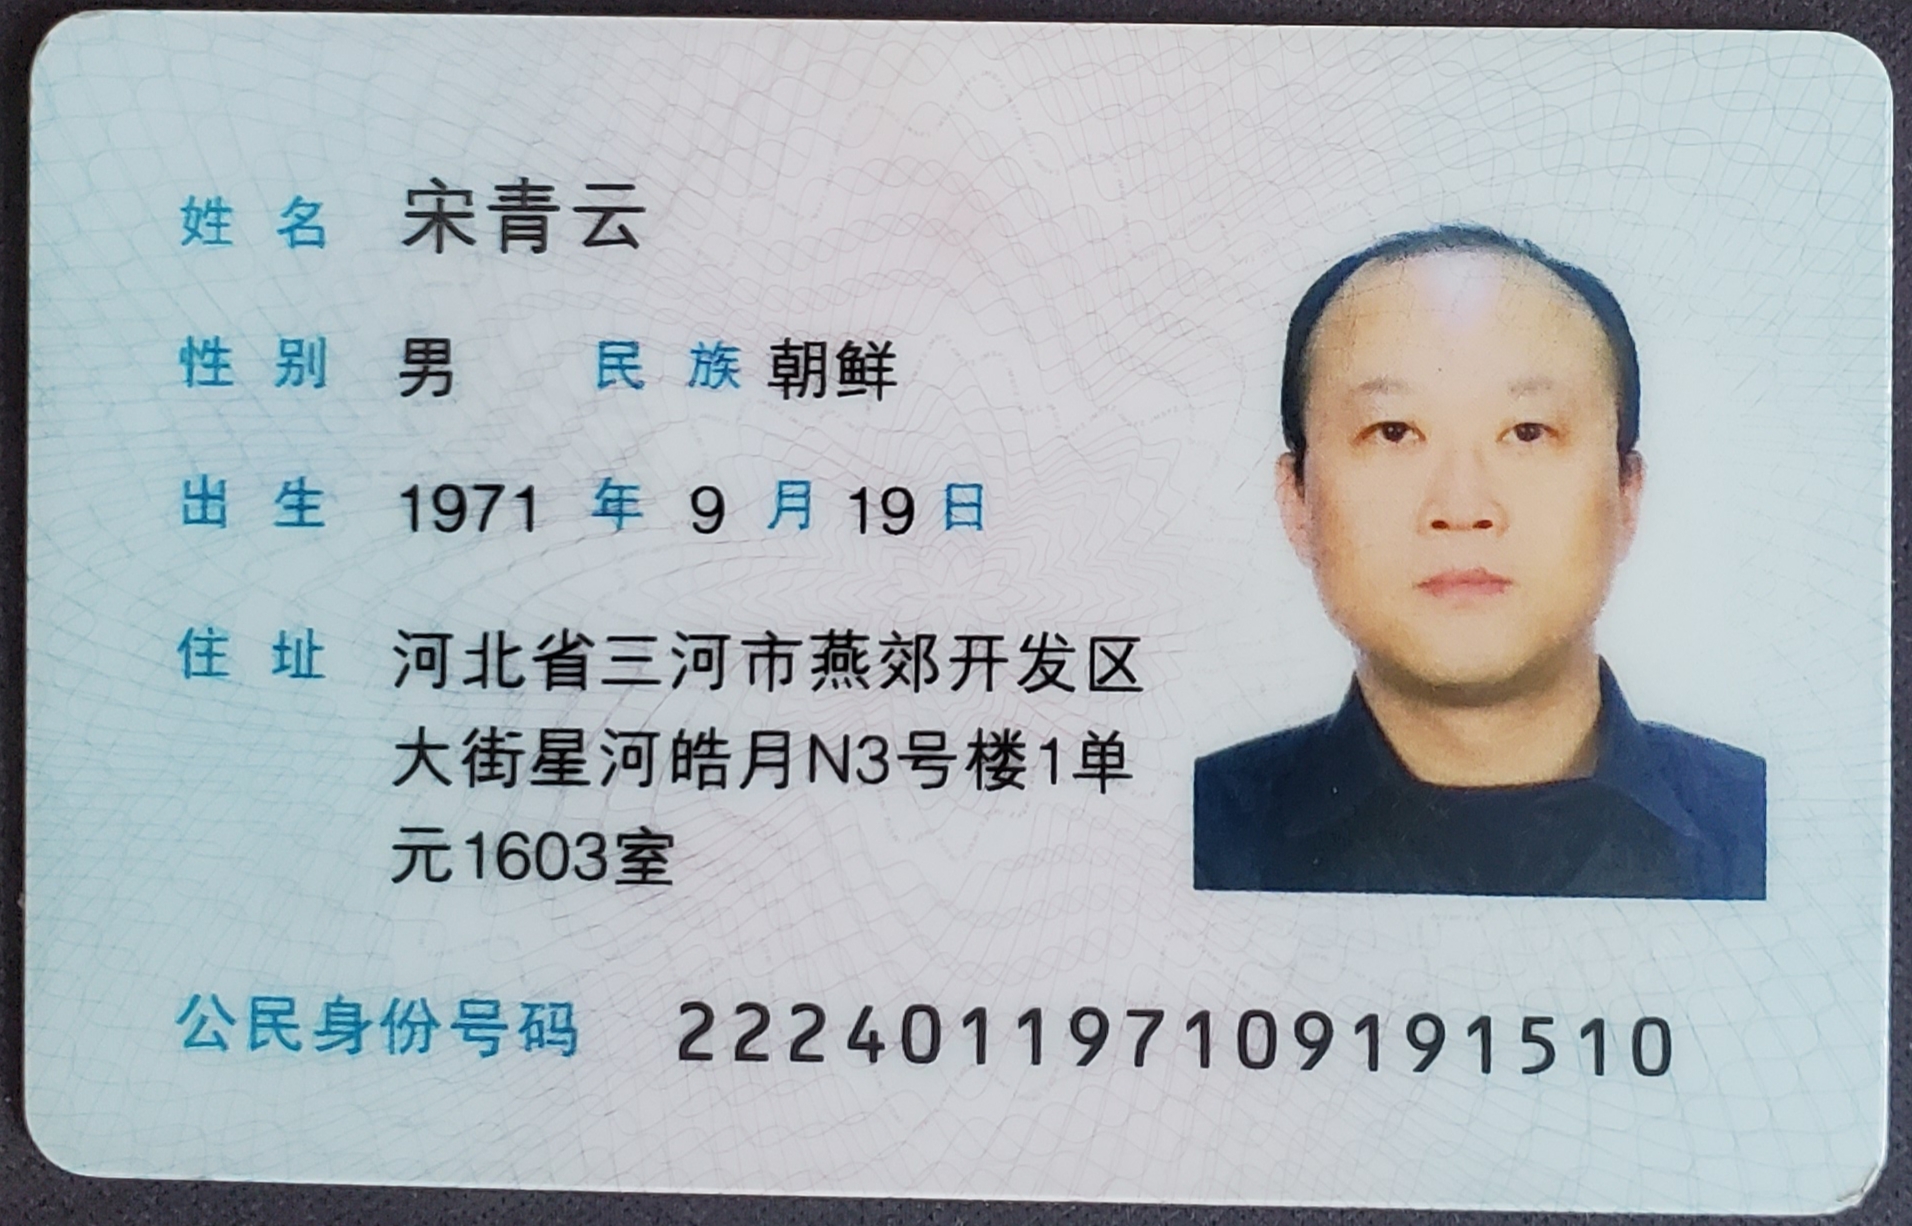 姓名 宋青云
性别 男 民族 朝鲜
出生 1971 年 9 月 19 日
住址 河北省三河市燕郊开发区
大街星河皓月N3号楼1单
元1603室
公民身份号码 222401197109191510